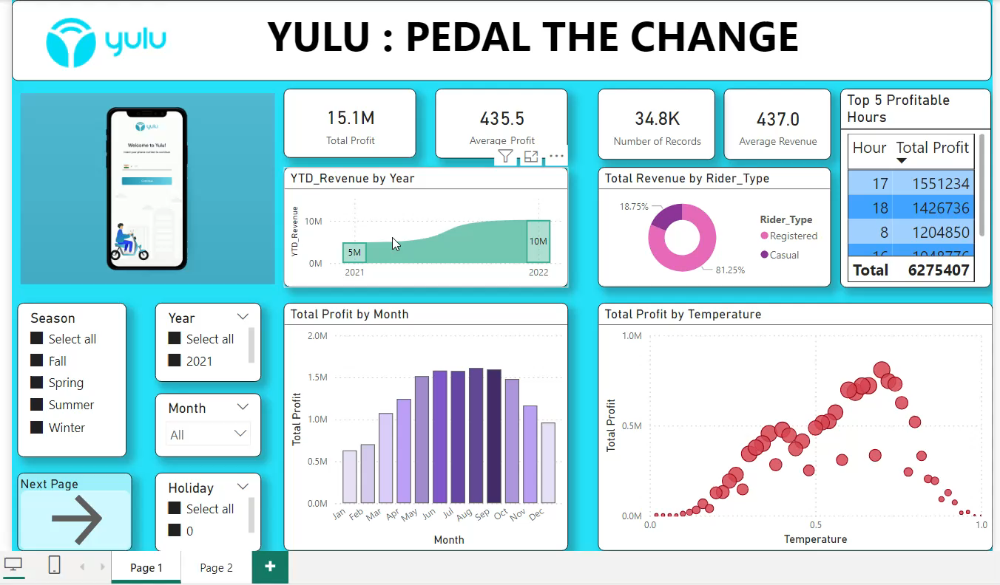 yulu
YULU : PEDAL THE CHANGE
yulu
Welcome to Yulu!
Continue
15.1M
Total Profit
435.5
Average Profit
34.8K
Number of Records
437.0
Average Revenue
Top 5 Profitable
Hours
Hour Total Profit
17 1551234
18 1426736
8 1204850
Total 6275407
YTD_Revenue by Year
YTD_Revenue
10M
0M
5M
10M
2021
2022
Total Revenue by Rider_Type
18.75%
81.25%
Rider_Type
Registered
Casual
Season
Select all
Fall
Spring
Summer
Winter
Year
Select all
2021
Month
All
Next Page
Holiday
Select all
0
Total Profit by Month
Total Profit
2.0M
1.5M
1.0M
0.5M
0.0M
Jan Feb Mar Apr May Jun Jul Aug Sep Oct Nov Dec
Month
Total Profit by Temperature
Total Profit
1.0M
0.5M
0.0M
0.0 0.5 1.0
Temperature
Page 1
Page 2